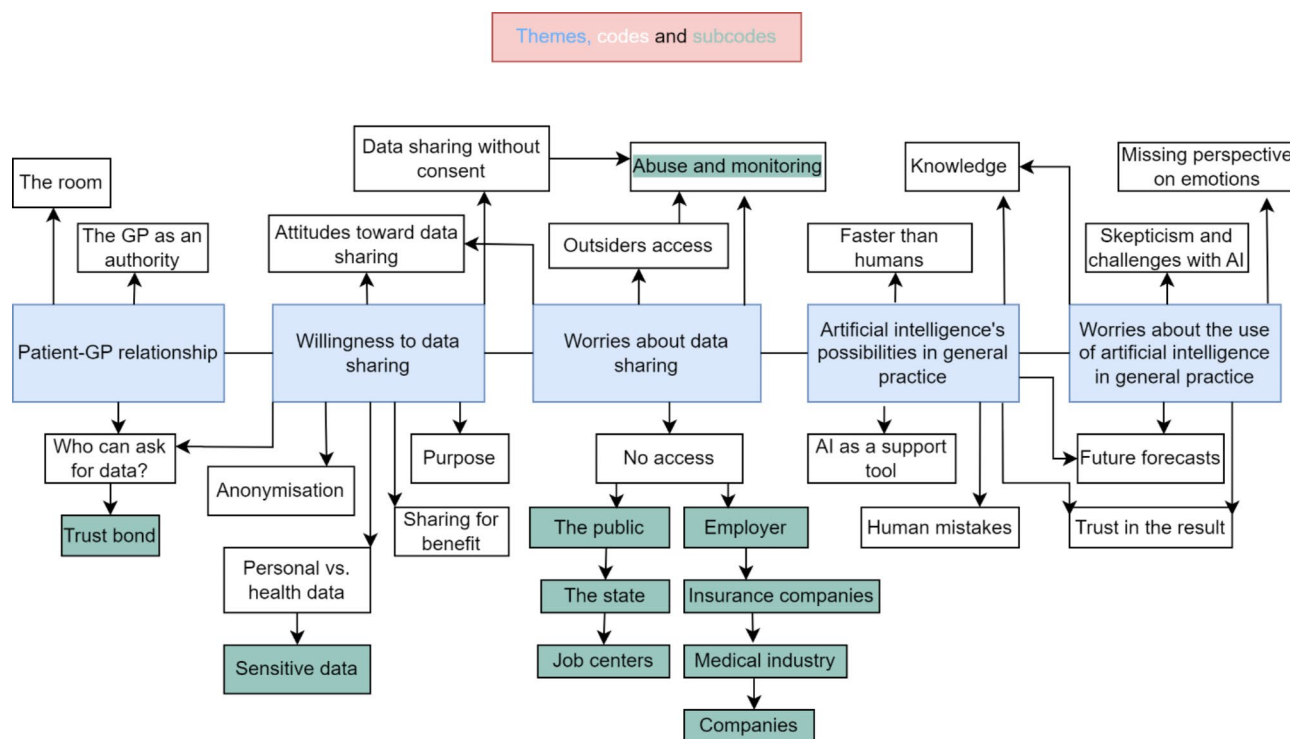 Themes, codes and subcodes
Data sharing without
consent
Abuse and monitoring
Knowledge
Missing perspective
on emotions
The room
The GP as an
authority
Attitudes toward data
sharing
Outsiders access
Faster than
humans
Skepticism and
challenges with AI
Patient-GP relationship
Willingness to data
sharing
Worries about data
sharing
Artificial intelligence's
possibilities in general
practice
Worries about the use
of artificial intelligence
in general practice
Who can ask
for data?
Anonymisation
Purpose
No access
AI as a support
tool
Future forecasts
Trust bond
Sharing for
benefit
The public
Employer
Human mistakes
Trust in the result
Personal vs.
health data
The state
Insurance companies
Sensitive data
Job centers
Medical industry
Companies